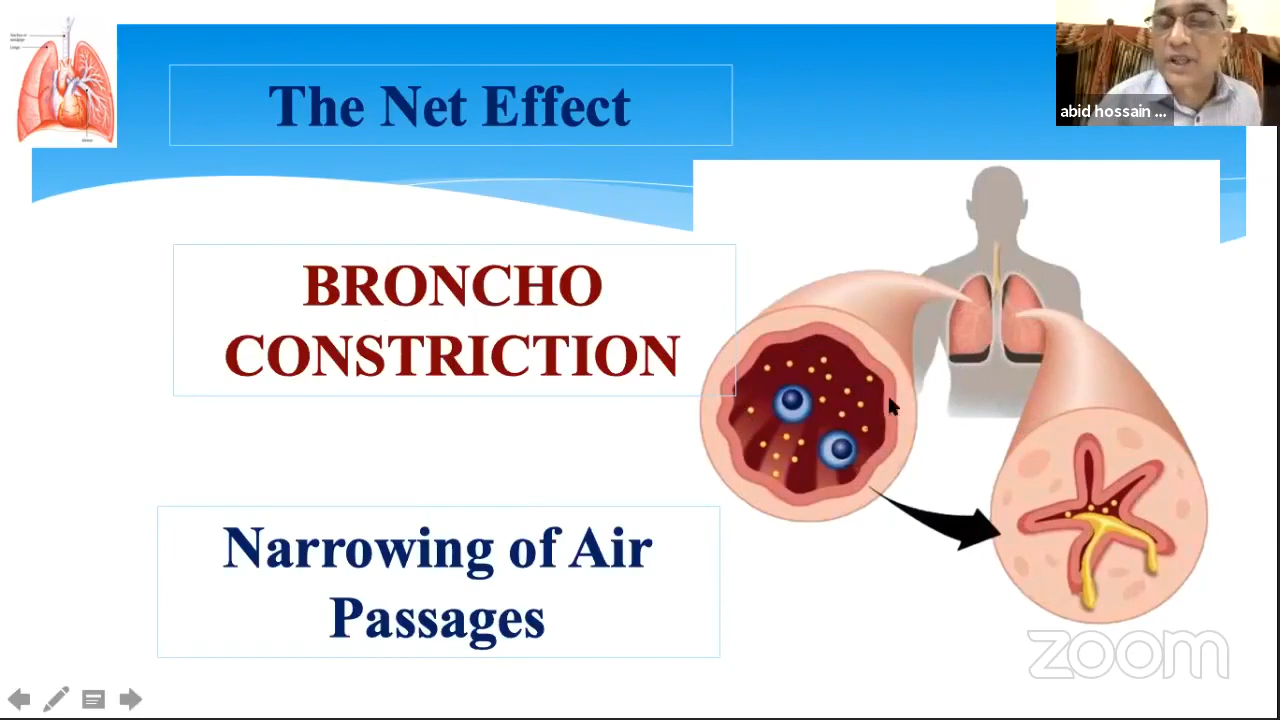 The Net Effect
abid hossain ...
BRONCHO
CONSTRICTION
Narrowing of Air
Passages
zoom